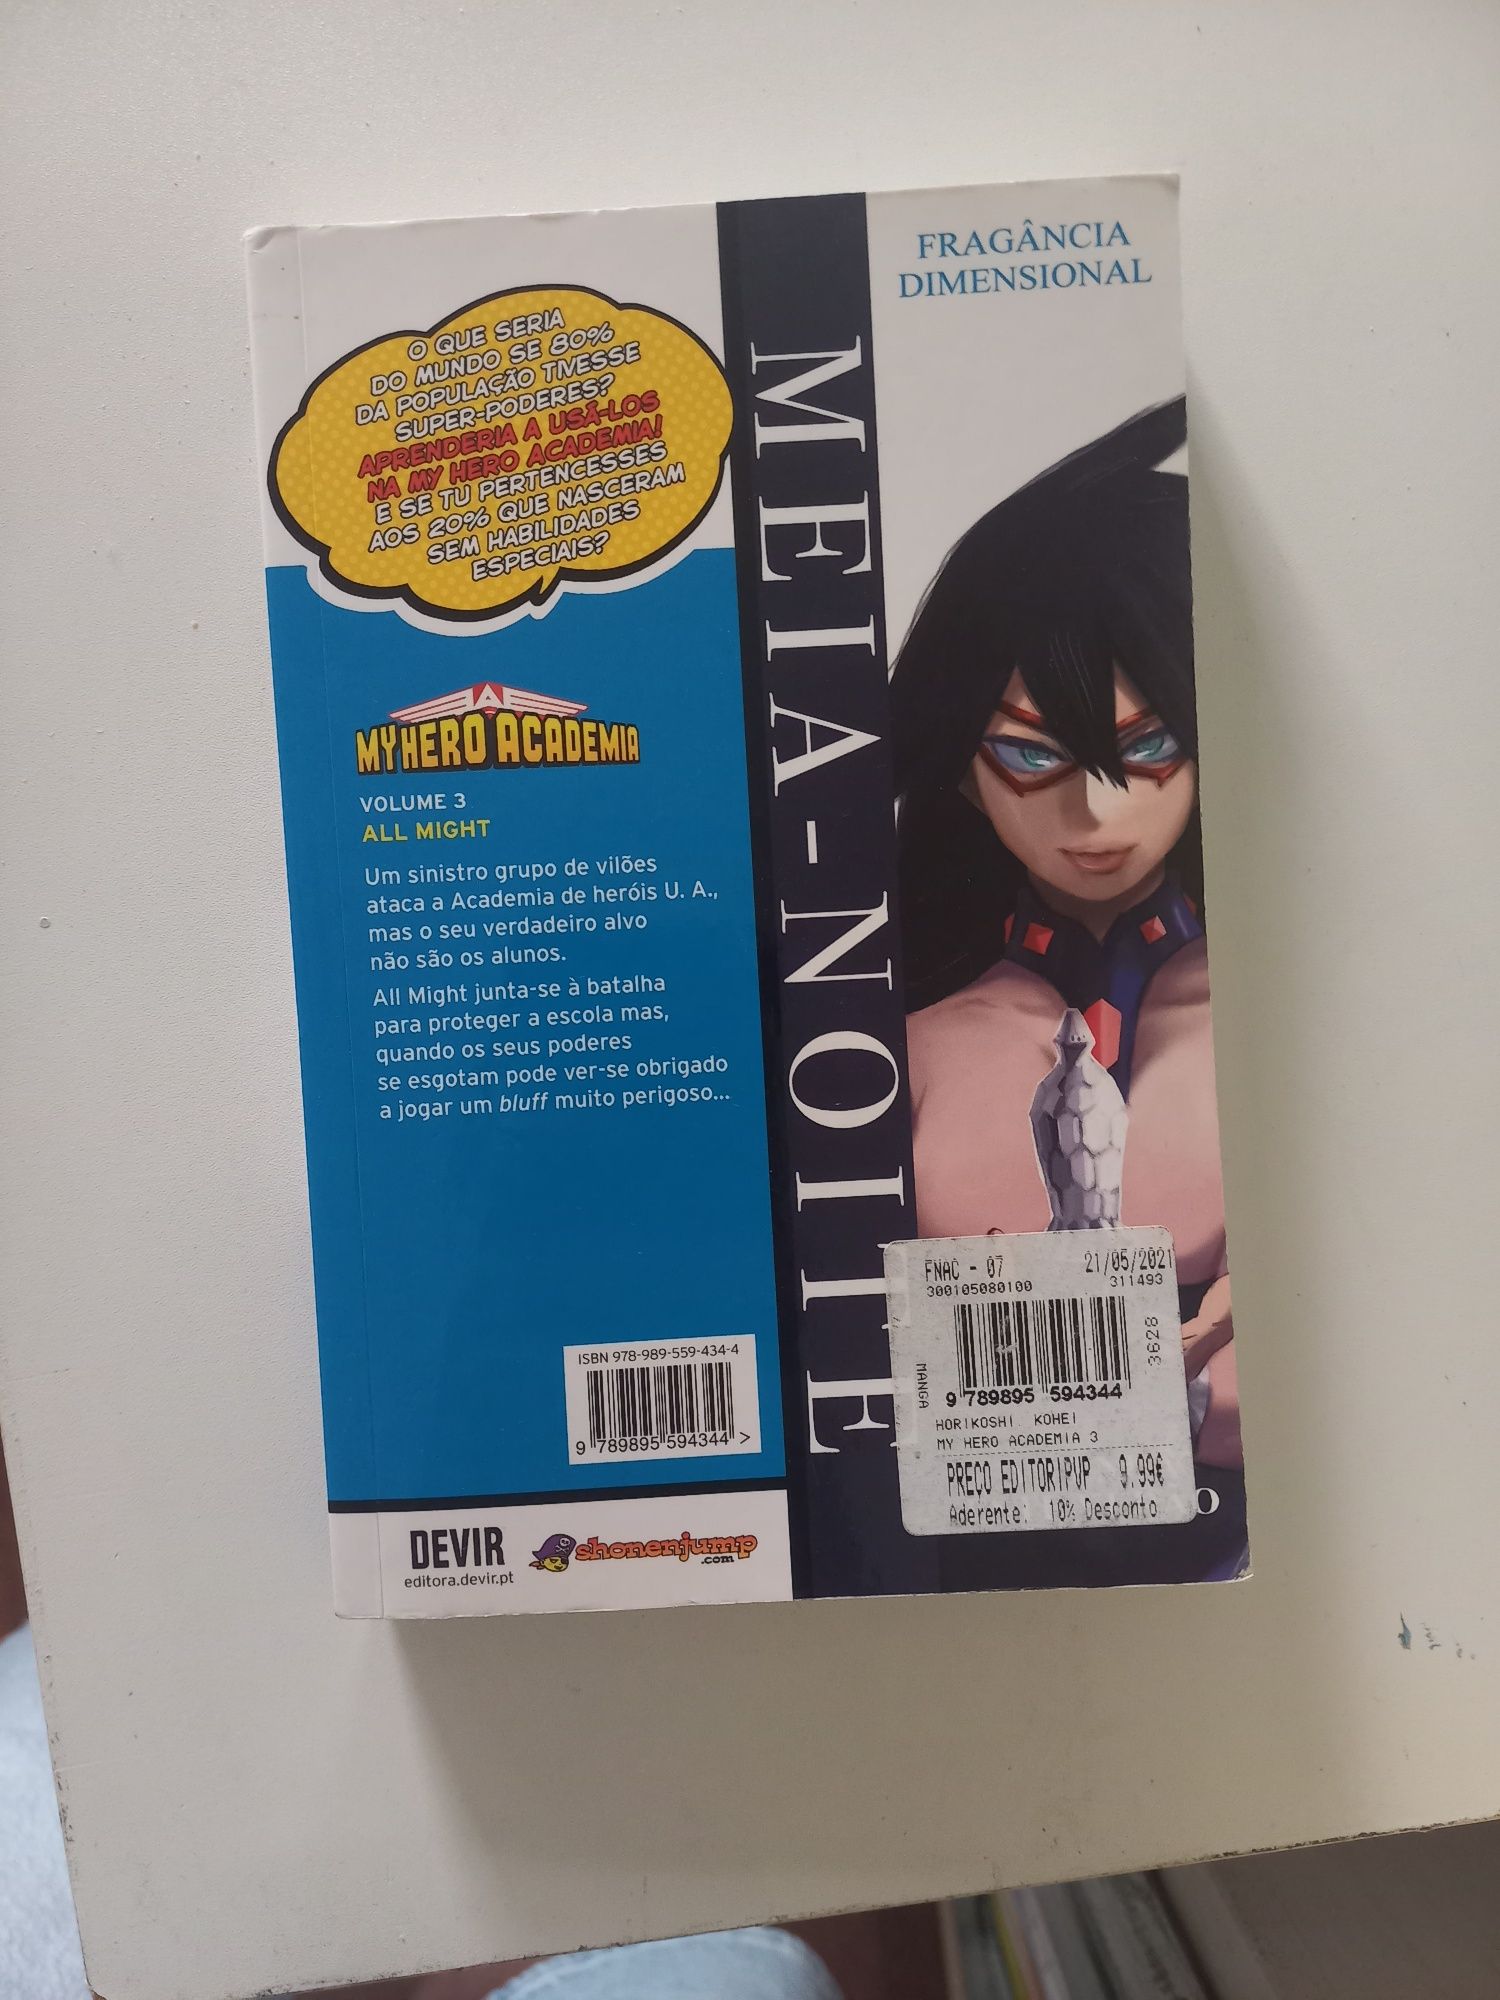 O QUE SERIA
DO MUNDO SE 80%
DA POPULAÇÃO TIVESSE
SUPER-PODERES?
APRENDERIA A USÁ-LOS
NA MY HERO ACADEMIA!
E SE TU PERTENCESSES
AOS 20% QUE NASCERAM
SEM HABILIDADES
ESPECIAIS?
MY HERO ACADEMIA
VOLUME 3
ALL MIGHT
Um sinistro grupo de vilões
ataca a Academia de heróis U. A.,
mas o seu verdadeiro alvo
não são os alunos.
All Might junta-se à batalha
para proteger a escola mas,
quando os seus poderes
se esgotam pode ver-se obrigado
a jogar um bluff muito perigoso...
ISBN 978-989-559-434-4
9 789895 594344 >
DEVIR
editora.devir.pt
shonenjump
.com
MEIA-NOITE
FRAGÂNCIA
DIMENSIONAL
FNAC - 07 21/05/2021
300105080100 311493
3628
MANGA
9 789895 594344
HORIKOSHI KOHEI
MY HERO ACADEMIA 3
PREÇO EDITOR|PVP 9.99€
Aderente: 10% Desconto